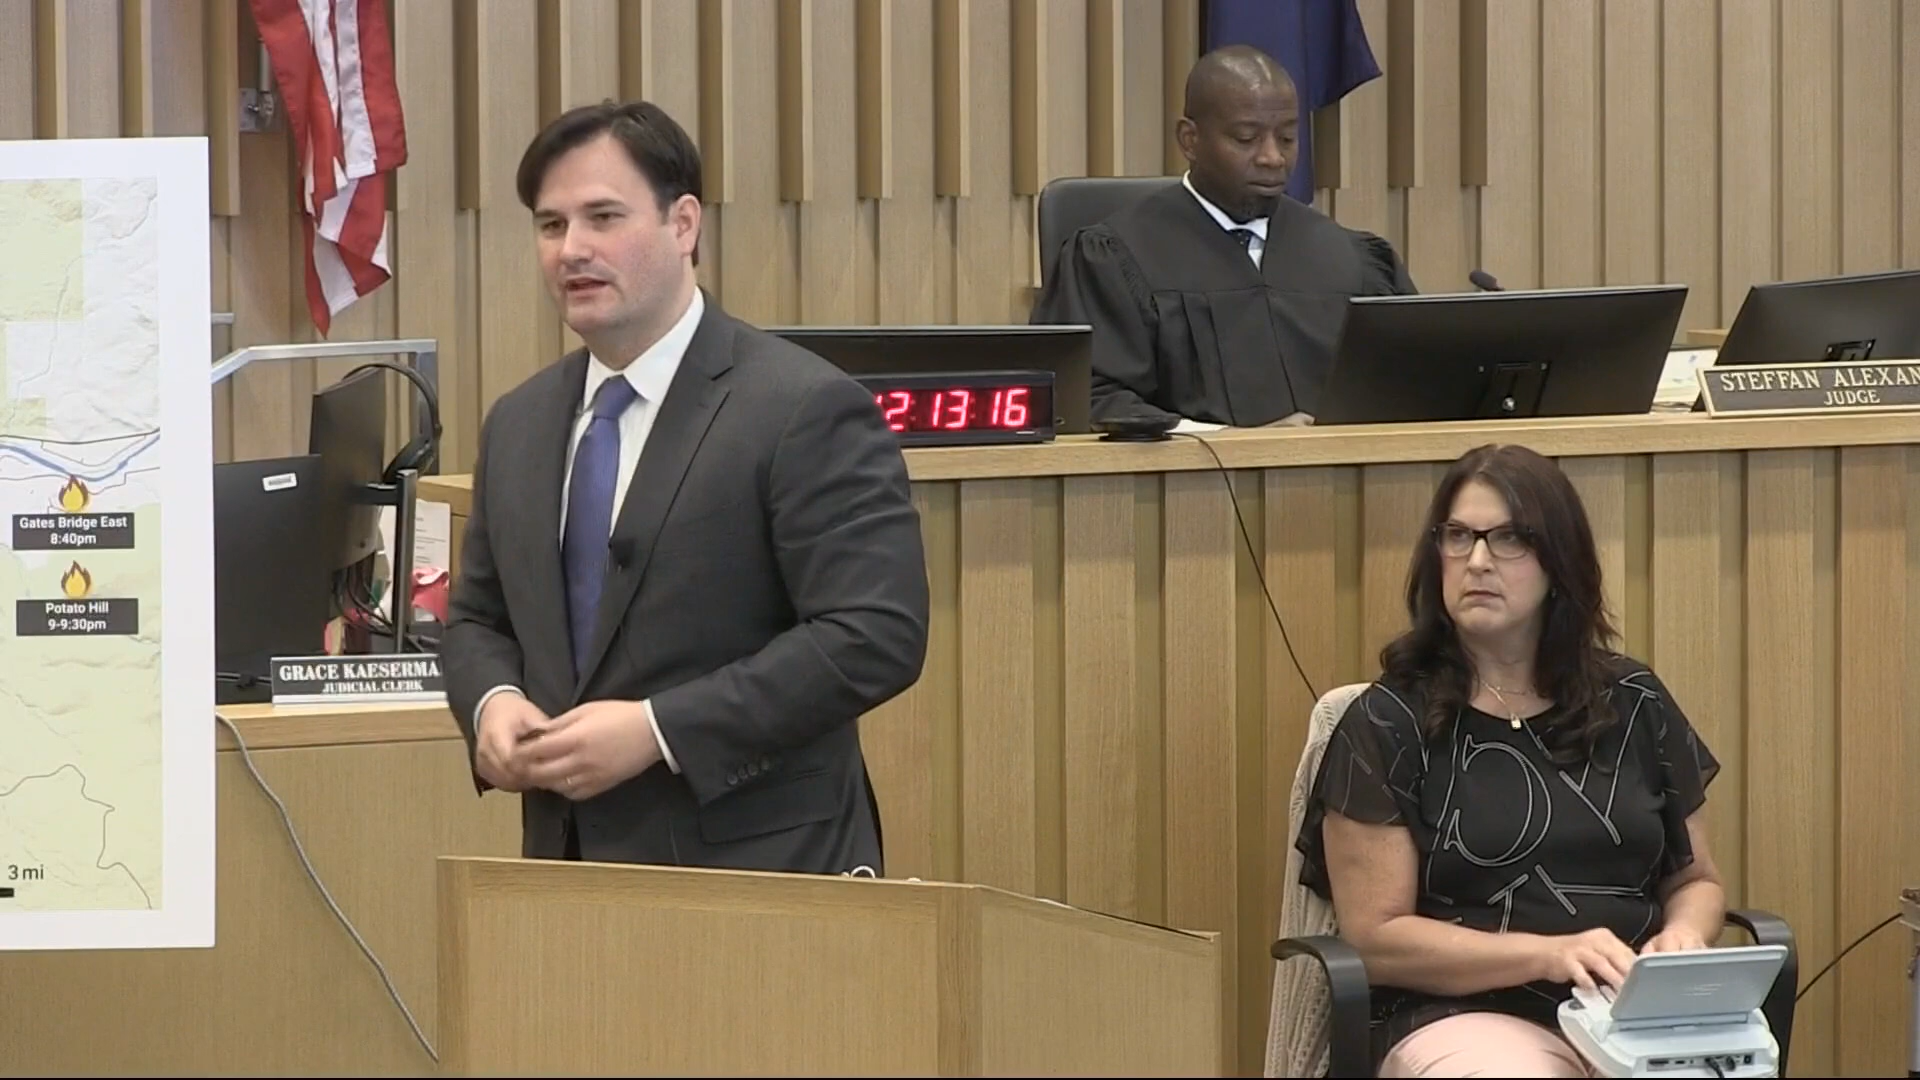 Gates Bridge East
8:40pm
Potato Hill
9-9:30pm
3 mi
GRACE KAESERMA
JUDICIAL CLERK
2:13:16
STEFFAN ALEXAN
JUDGE